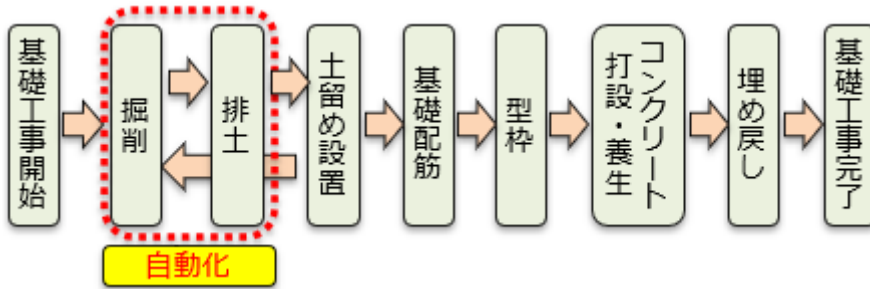 基礎工事開始
掘削
排土
土留め設置
基礎配筋
型枠
コンクリート
打設・養生
埋め戻し
基礎工事完了
自動化